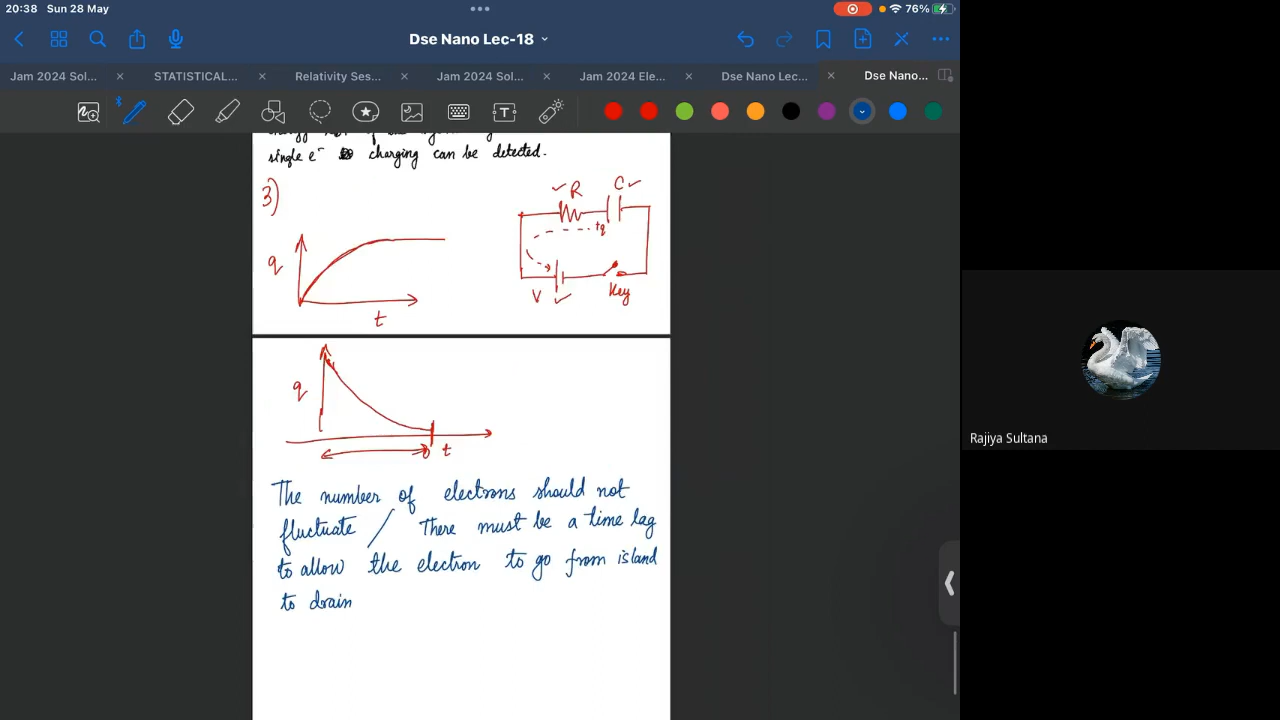 20:38 Sun 28 May
76%
Dse Nano Lec-18
Jam 2024 Sol...
STATISTICAL...
Relativity Ses...
Jam 2024 Sol...
Jam 2024 Ele...
Dse Nano Lec...
Dse Nano...
single e⁻ charging can be detected.
3)
R
C
+q
q
t
V
Key
q
t
The number of electrons should not
fluctuate / There must be a time lag
to allow the electron to go from island
to drain
Rajiya Sultana